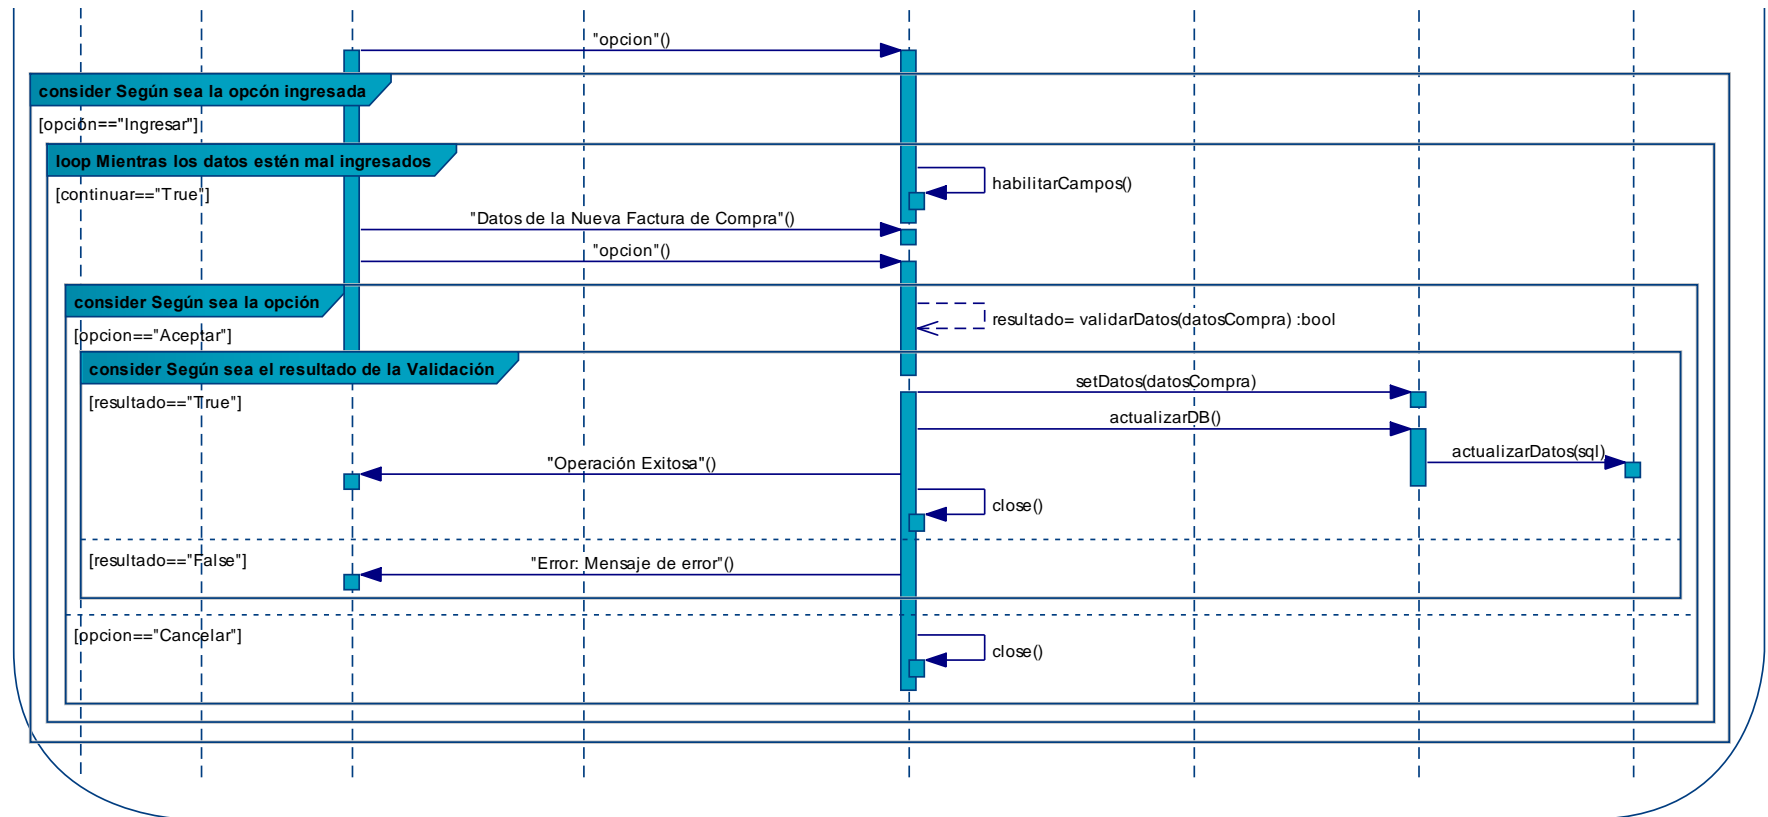 "opcion"()
consider Según sea la opcón ingresada
[opción=="Ingresar"]
loop Mientras los datos estén mal ingresados
[continuar=="True"]
habilitarCampos()
"Datos de la Nueva Factura de Compra"()
"opcion"()
consider Según sea la opción
[opcion=="Aceptar"]
resultado= validarDatos(datosCompra) :bool
consider Según sea el resultado de la Validación
[resultado=="True"]
setDatos(datosCompra)
actualizarDB()
actualizarDatos(sql)
"Operación Exitosa"()
close()
[resultado=="False"]
"Error: Mensaje de error"()
[opcion=="Cancelar"]
close()